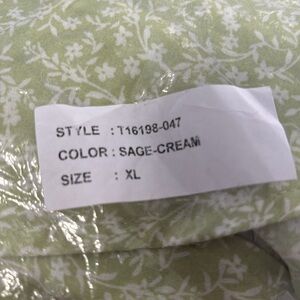 STYLE : T16198-047
COLOR : SAGE-CREAM
SIZE : XL